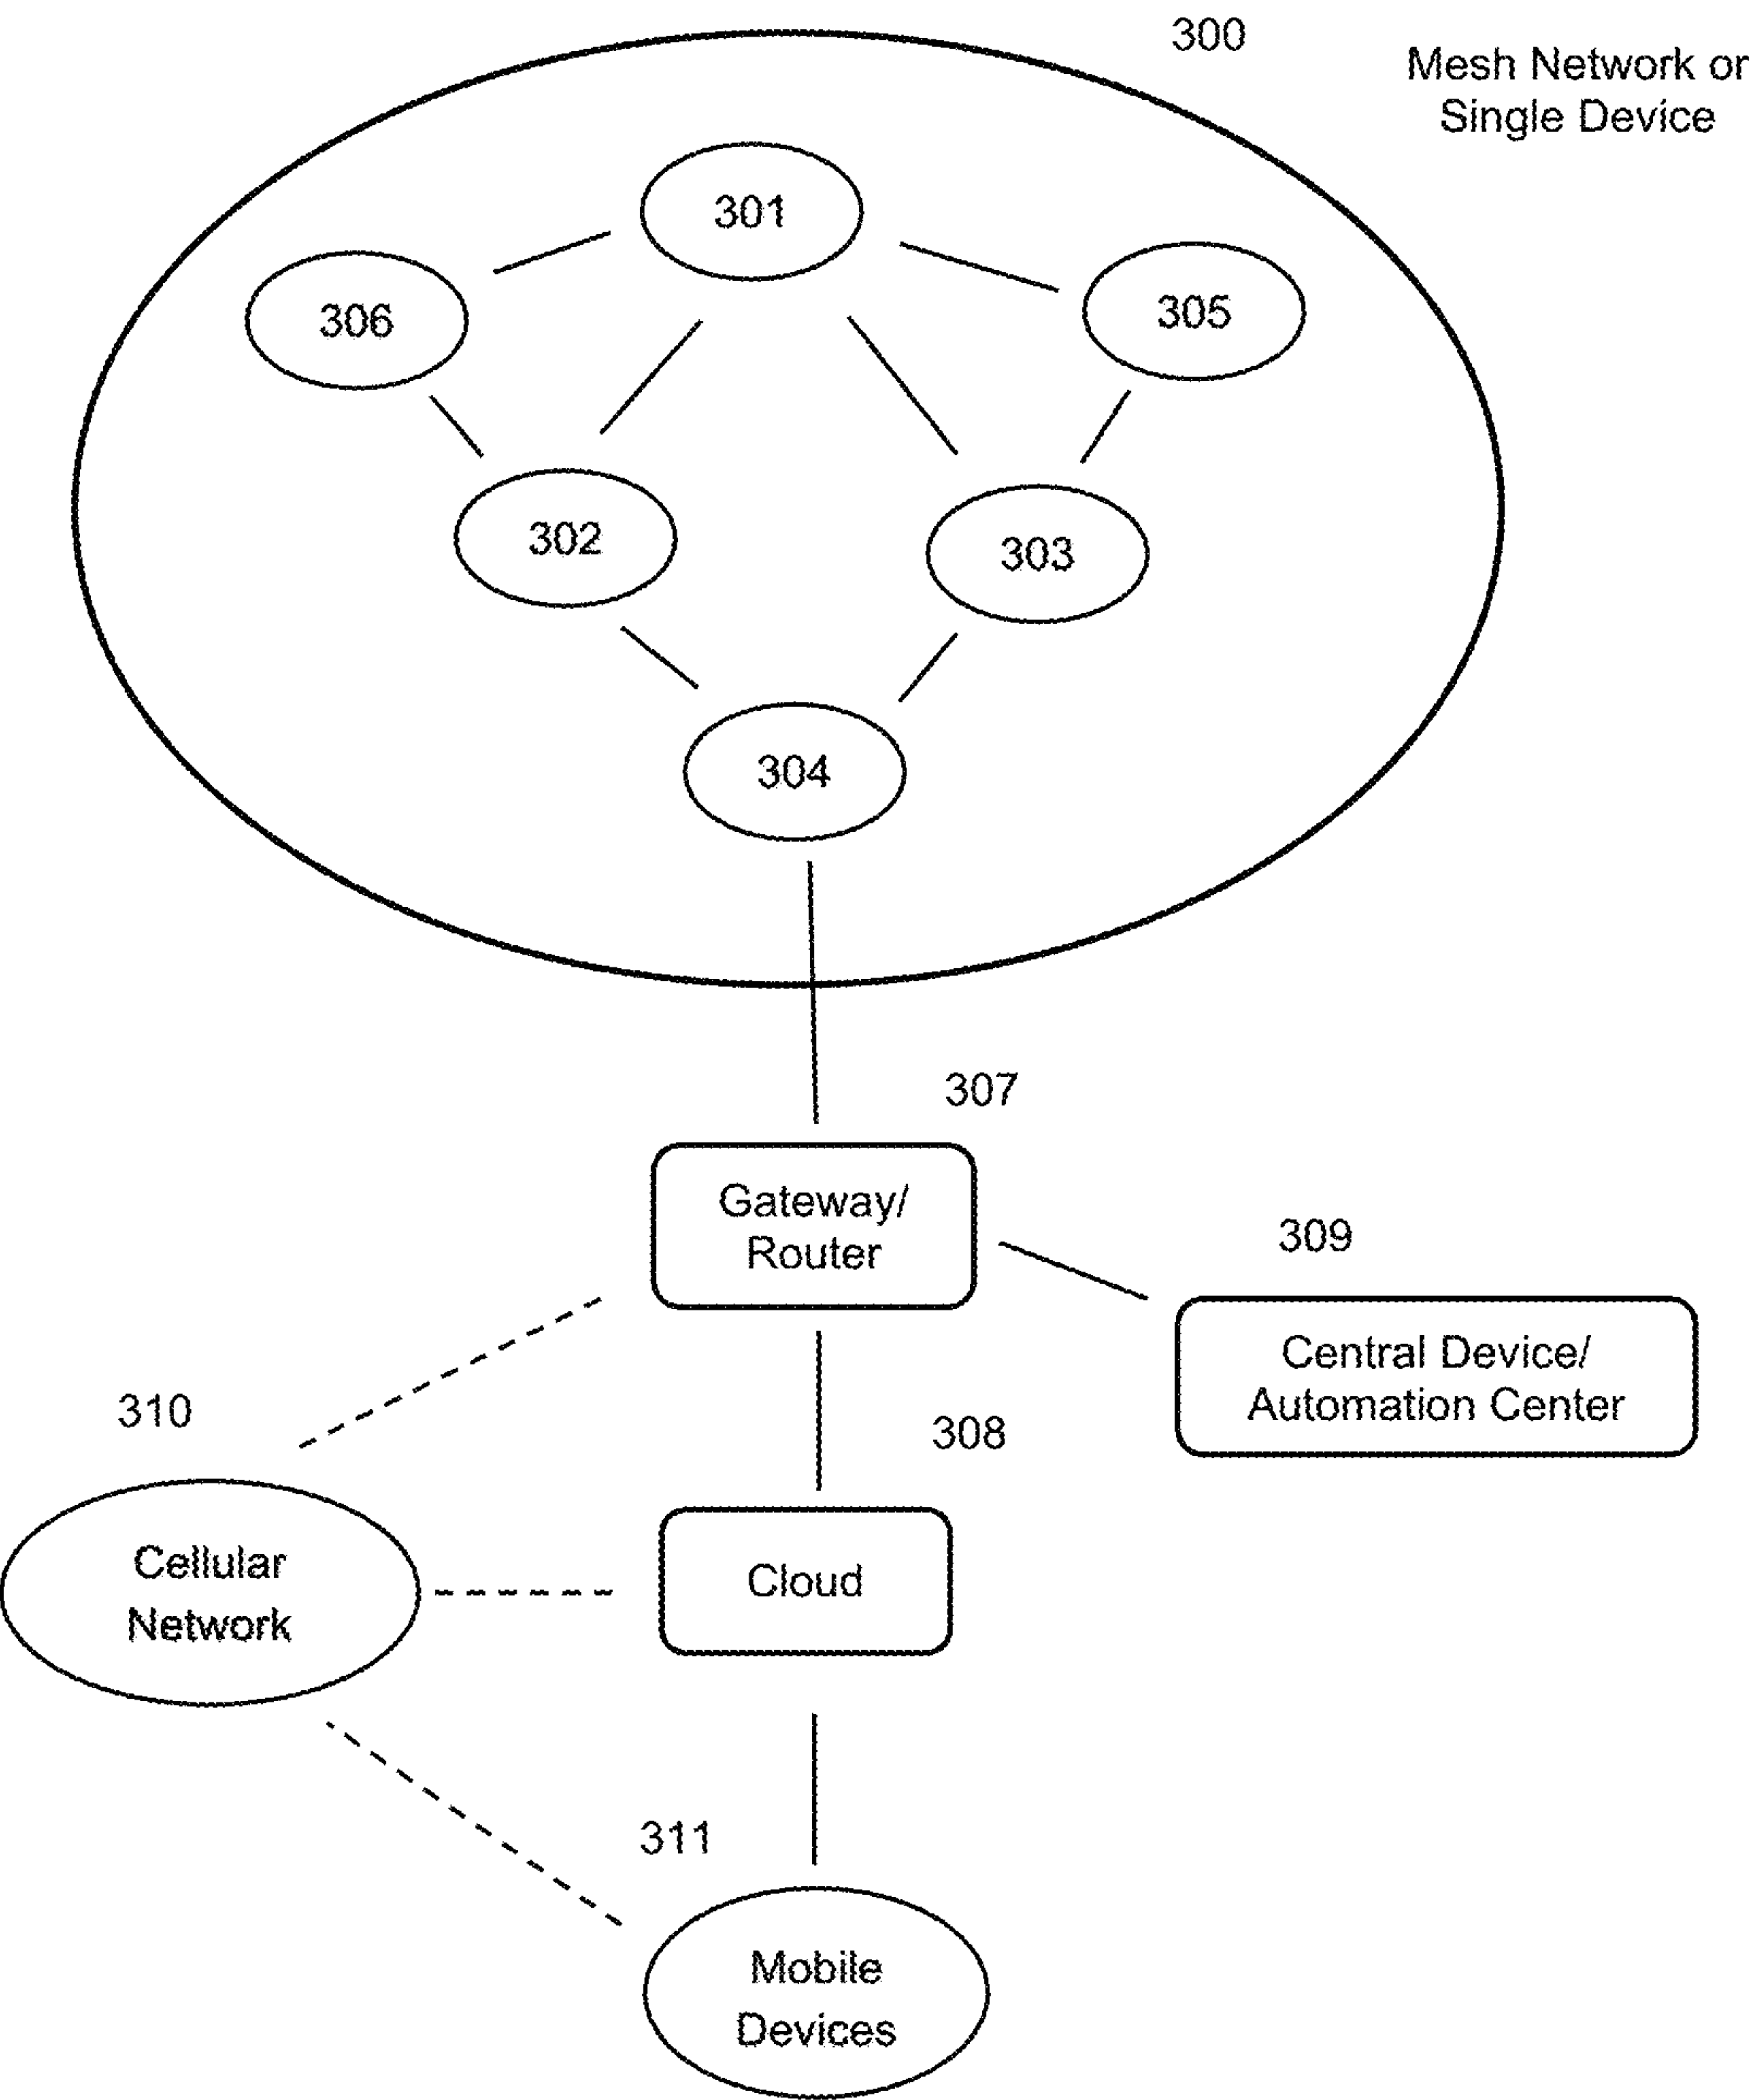 300
Mesh Network or
Single Device
301
306
305
302
303
304
307
Gateway/
Router
309
Central Device/
Automation Center
310
308
Cellular
Network
Cloud
311
Mobile
Devices